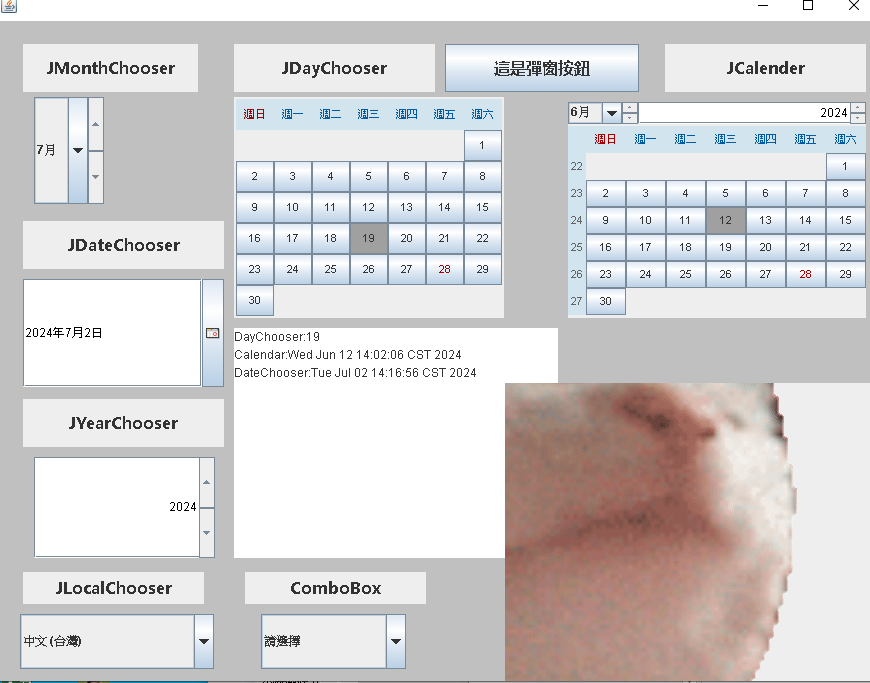 JMonthChooser
JDayChooser
這是彈窗按鈕
JCalender
7月
週日 週一 週二 週三 週四 週五 週六
1
2 3 4 5 6 7 8
9 10 11 12 13 14 15
16 17 18 19 20 21 22
23 24 25 26 27 28 29
30
6月
2024
週日 週一 週二 週三 週四 週五 週六
22 1
23 2 3 4 5 6 7 8
24 9 10 11 12 13 14 15
25 16 17 18 19 20 21 22
26 23 24 25 26 27 28 29
27 30
JDateChooser
2024年7月2日
DayChooser:19
Calendar:Wed Jun 12 14:02:06 CST 2024
DateChooser:Tue Jul 02 14:16:56 CST 2024
JYearChooser
2024
JLocalChooser
中文 (台灣)
ComboBox
請選擇